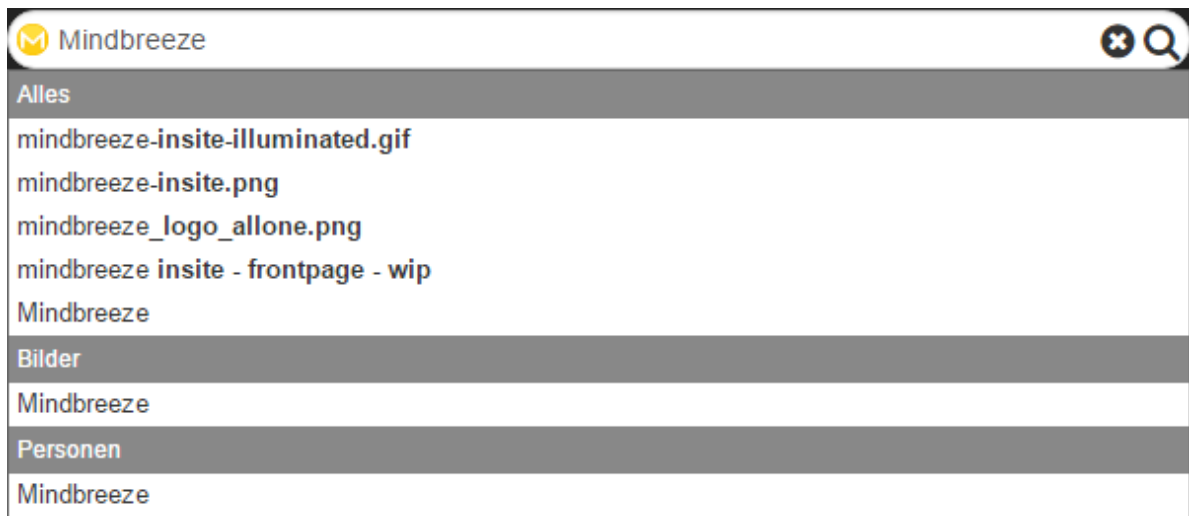 Mindbreeze
Alles
mindbreeze-insite-illuminated.gif
mindbreeze-insite.png
mindbreeze_logo_allone.png
mindbreeze insite - frontpage - wip
Mindbreeze
Bilder
Mindbreeze
Personen
Mindbreeze